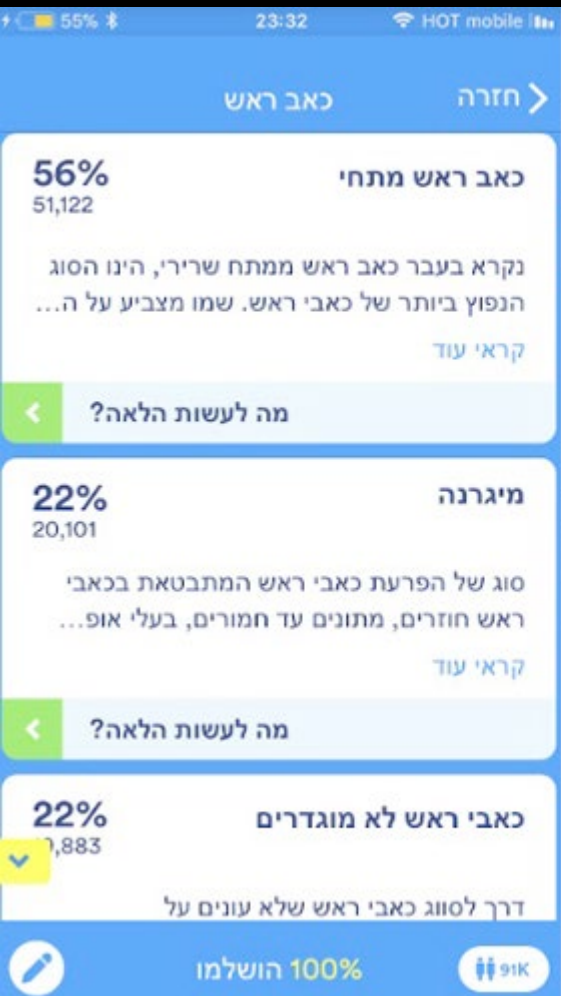 55% 23:32 HOT mobile
חזרה
כאב ראש
כאב ראש מתחי
56%
51,122
נקרא בעבר כאב ראש ממתח שרירי, הינו הסוג
הנפוץ ביותר של כאבי ראש. שמו מצביע על ה...
קראי עוד
מה לעשות הלאה?
מיגרנה
22%
20,101
סוג של הפרעת כאבי ראש המתבטאת בכאבי
ראש חוזרים, מתונים עד חמורים, בעלי אופ...
קראי עוד
מה לעשות הלאה?
כאבי ראש לא מוגדרים
22%
,883
דרך לסווג כאבי ראש שלא עונים על
91K
100% הושלמו